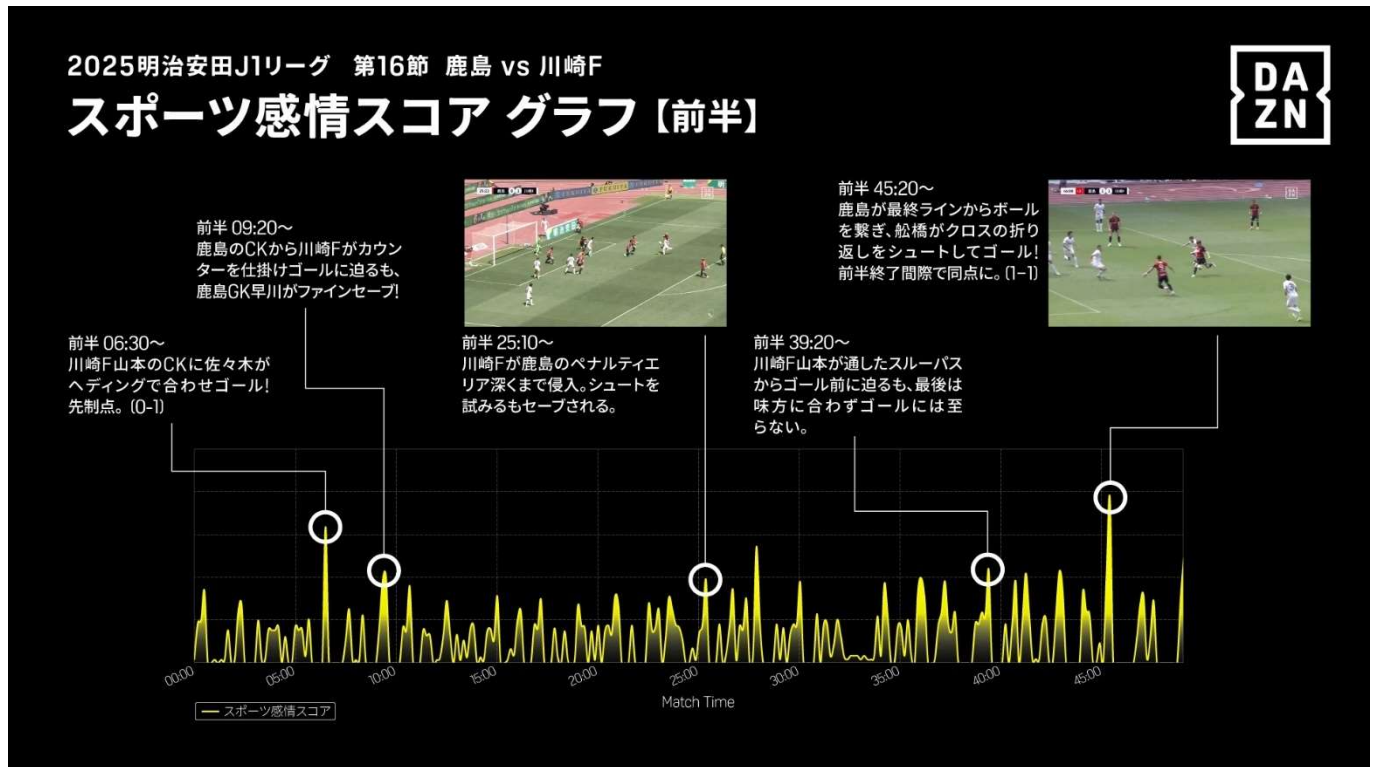 2025明治安田J1リーグ 第16節 鹿島 vs 川崎F
スポーツ感情スコア グラフ【前半】
DA
ZN
前半 06:30〜
川崎F山本のCKに佐々木が
ヘディングで合わせゴール!
先制点。(0-1)
前半 09:20〜
鹿島のCKから川崎Fがカウン
ターを仕掛けゴールに迫るも、
鹿島GK早川がファインセーブ!
前半 25:10〜
川崎Fが鹿島のペナルティエ
リア深くまで侵入。シュートを
試みるもセーブされる。
前半 39:20〜
川崎F山本が通したスルーパス
からゴール前に迫るも、最後は
味方に合わずゴールには至
らない。
前半 45:20〜
鹿島が最終ラインからボール
を繋ぎ、舩橋がクロスの折り
返しをシュートしてゴール!
前半終了間際で同点に。(1-1)
00:00
05:00
10:00
15:00
20:00
25:00
30:00
35:00
40:00
45:00
Match Time
スポーツ感情スコア